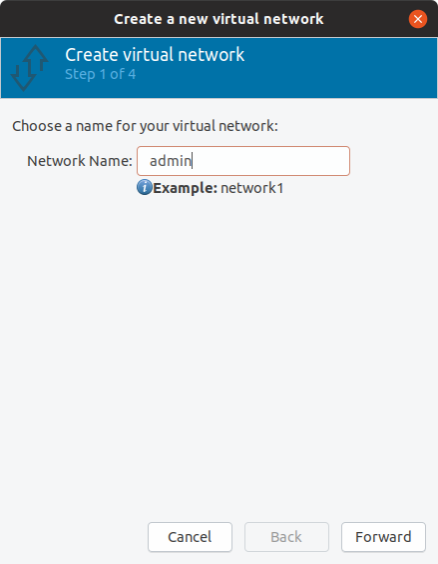 Create a new virtual network
Create virtual network
Step 1 of 4
Choose a name for your virtual network:
Network Name: admin
Example: network1
Cancel Back Forward